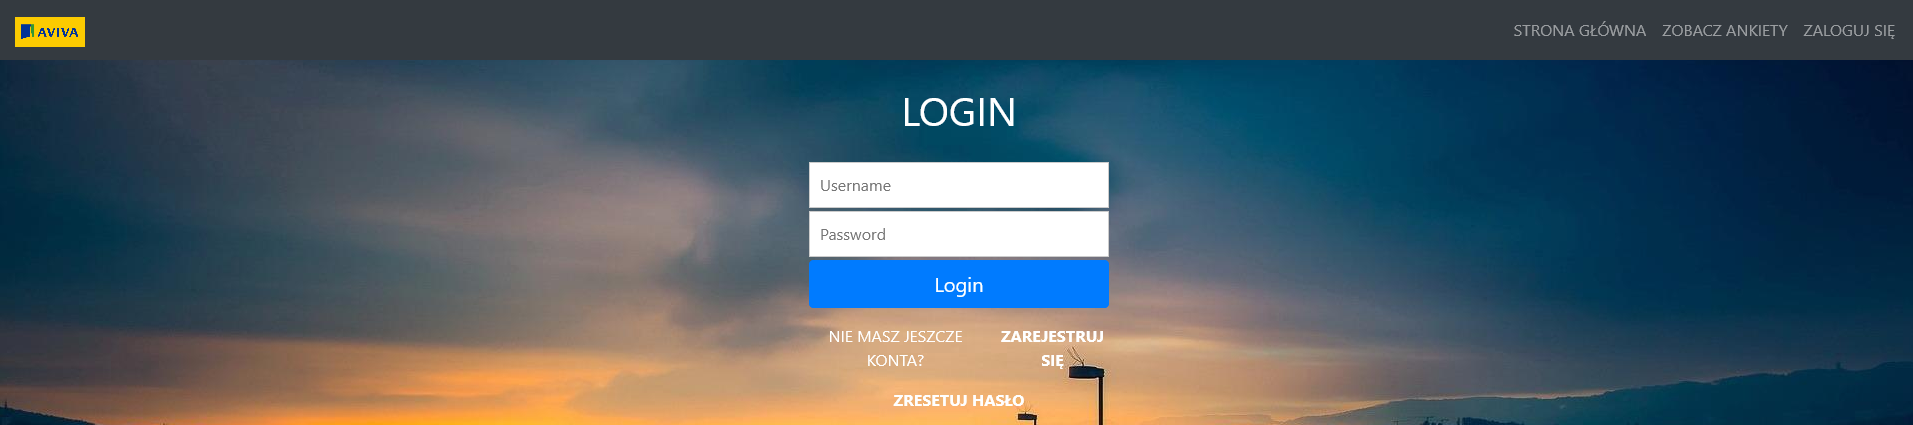 AVIVA
STRONA GŁÓWNA ZOBACZ ANKIETY ZALOGUJ SIĘ
LOGIN
Username
Password
Login
NIE MASZ JESZCZE
KONTA?
ZAREJESTRUJ
SIĘ
ZRESETUJ HASŁO